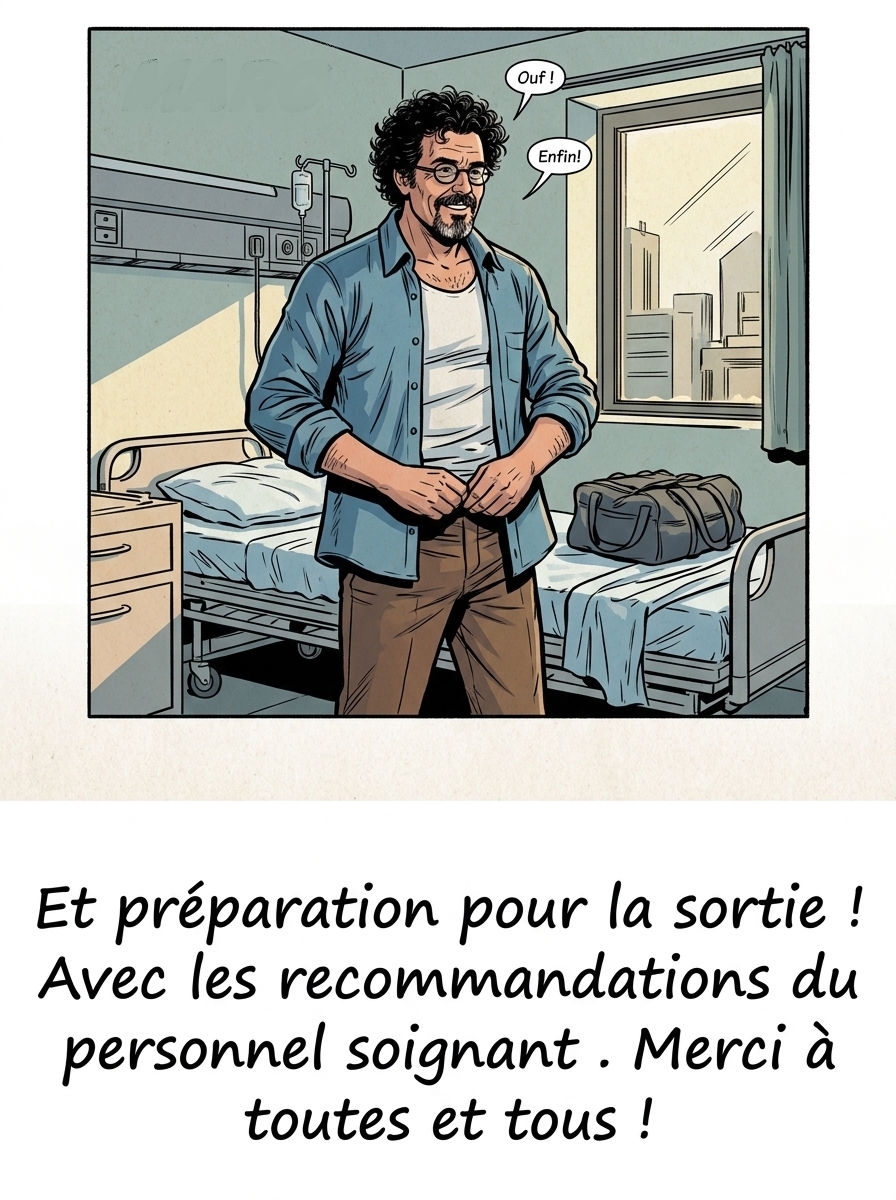 Ouf !
Enfin!
Et préparation pour la sortie !
Avec les recommandations du
personnel soignant . Merci à
toutes et tous !